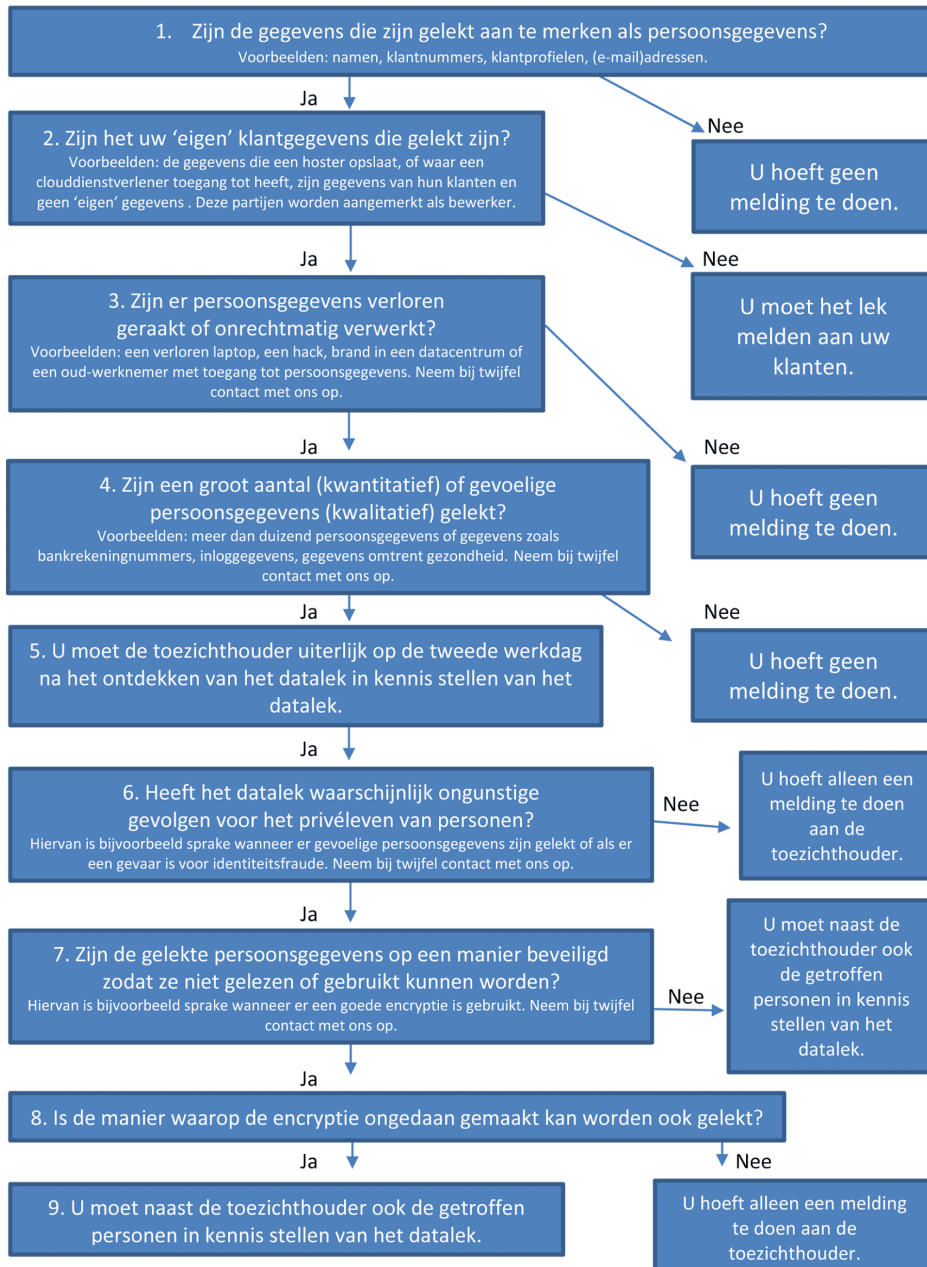 1. Zijn de gegevens die zijn gelekt aan te merken als persoonsgegevens?
Voorbeelden: namen, klantnummers, klantprofielen, (e-mail)adressen.
Ja
Nee
2. Zijn het uw ‘eigen’ klantgegevens die gelekt zijn?
Voorbeelden: de gegevens die een hoster opslaat, of waar een
clouddienstverlener toegang tot heeft, zijn gegevens van hun klanten en
geen ‘eigen’ gegevens . Deze partijen worden aangemerkt als bewerker.
U hoeft geen
melding te doen.
Ja
Nee
3. Zijn er persoonsgegevens verloren
geraakt of onrechtmatig verwerkt?
Voorbeelden: een verloren laptop, een hack, brand in een datacentrum of
een oud-werknemer met toegang tot persoonsgegevens. Neem bij twijfel
contact met ons op.
U moet het lek
melden aan uw
klanten.
Ja
Nee
4. Zijn een groot aantal (kwantitatief) of gevoelige
persoonsgegevens (kwalitatief) gelekt?
Voorbeelden: meer dan duizend persoonsgegevens of gegevens zoals
bankrekeningnummers, inloggegevens, gegevens omtrent gezondheid. Neem bij twijfel
contact met ons op.
U hoeft geen
melding te doen.
Ja
Nee
5. U moet de toezichthouder uiterlijk op de tweede werkdag
na het ontdekken van het datalek in kennis stellen van het
datalek.
U hoeft geen
melding te doen.
Ja
6. Heeft het datalek waarschijnlijk ongunstige
gevolgen voor het privéleven van personen?
Hiervan is bijvoorbeeld sprake wanneer er gevoelige persoonsgegevens zijn gelekt of als er
een gevaar is voor identiteitsfraude. Neem bij twijfel contact met ons op.
Nee
U hoeft alleen een
melding te doen
aan de
toezichthouder.
Ja
7. Zijn de gelekte persoonsgegevens op een manier beveiligd
zodat ze niet gelezen of gebruikt kunnen worden?
Hiervan is bijvoorbeeld sprake wanneer er een goede encryptie is gebruikt. Neem bij twijfel
contact met ons op.
Nee
U moet naast de
toezichthouder ook
de getroffen
personen in kennis
stellen van het
datalek.
Ja
8. Is de manier waarop de encryptie ongedaan gemaakt kan worden ook gelekt?
Ja
Nee
9. U moet naast de toezichthouder ook de getroffen
personen in kennis stellen van het datalek.
U hoeft alleen een melding
te doen aan de
toezichthouder.